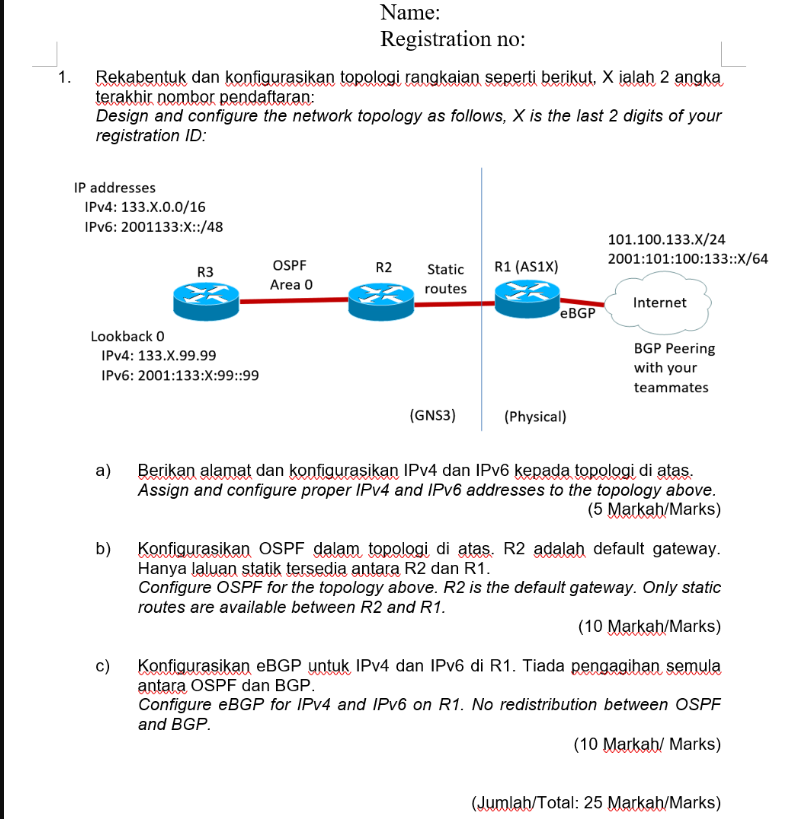 Name:
Registration no:
1. Rekabentuk dan konfigurasikan topologi rangkaian seperti berikut, X ialah 2 angka
terakhir nombor pendaftaran:
Design and configure the network topology as follows, X is the last 2 digits of your
registration ID:
IP addresses
IPv4: 133.X.0.0/16
IPv6: 2001133:X::/48
101.100.133.X/24
2001:101:100:133::X/64
R3
OSPF
Area 0
R2
Static
routes
R1 (AS1X)
eBGP
Internet
Lookback 0
IPv4: 133.X.99.99
IPv6: 2001:133:X:99::99
BGP Peering
with your
teammates
(GNS3)
(Physical)
a) Berikan alamat dan konfigurasikan IPv4 dan IPv6 kepada topologi di atas.
Assign and configure proper IPv4 and IPv6 addresses to the topology above.
(5 Markah/Marks)
b) Konfigurasikan OSPF dalam topologi di atas. R2 adalah default gateway.
Hanya laluan statik tersedia antara R2 dan R1.
Configure OSPF for the topology above. R2 is the default gateway. Only static
routes are available between R2 and R1.
(10 Markah/Marks)
c) Konfigurasikan eBGP untuk IPv4 dan IPv6 di R1. Tiada pengagihan semula
antara OSPF dan BGP.
Configure eBGP for IPv4 and IPv6 on R1. No redistribution between OSPF
and BGP.
(10 Markah/ Marks)
(Jumlah/Total: 25 Markah/Marks)